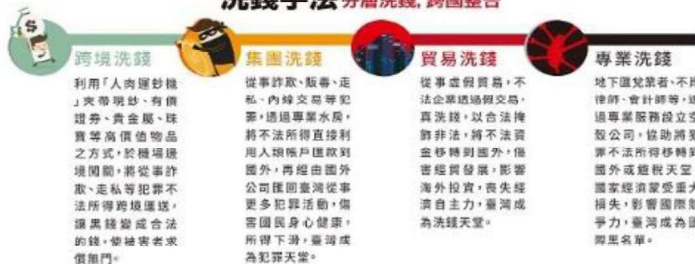 洗錢手法 分層洗錢, 跨國整合
跨境洗錢
利用「人肉運鈔機
」夾帶現鈔、有價
證券、貴金屬、珠
寶等高價值物品
之方式，於機場邊
境闖關，將從事詐
欺、走私等犯罪不
法所得跨境運送，
讓黑錢變成合法
的錢，使被害者求
償無門。
集團洗錢
從事詐欺、販毒、走
私、內線交易等犯
罪，透過專業水房，
將不法所得直接利
用人頭帳戶匯款到
國外，再經由國外
公司匯回臺灣從事
更多犯罪活動，傷
害國民身心健康，
所得下滑，臺灣成
為犯罪天堂。
貿易洗錢
從事虛假貿易，不
法企業透過假交易，
真洗錢，以合法掩
飾非法，將不法資
金移轉到國外，傷
害經貿發展，影響
海外投資，喪失經
濟自主力，臺灣成
為洗錢天堂。
專業洗錢
地下匯兌業者、不
律師、會計師等，
過專業服務設立空
殼公司，協助將
罪不法所得移轉
國外或避稅天堂
國家經濟蒙受重大
損失，影響國際
爭力，臺灣成為
際黑名單。